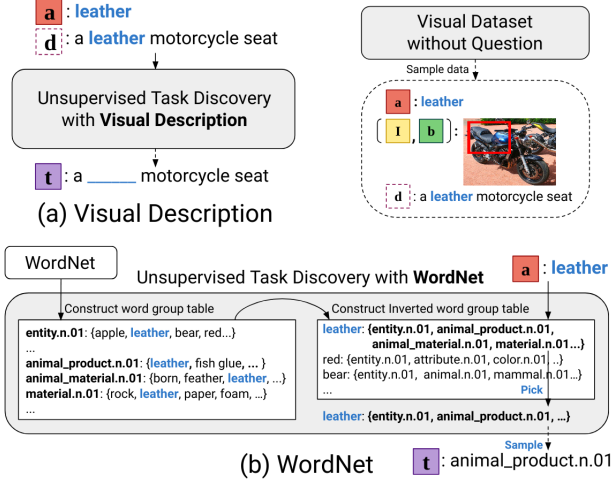 a : leather
d : a leather motorcycle seat
Unsupervised Task Discovery
with Visual Description
t : a ______ motorcycle seat
(a) Visual Description
Visual Dataset
without Question
Sample data
a : leather
( I , b ) :
d : a leather motorcycle seat
WordNet
Unsupervised Task Discovery with WordNet
a : leather
Construct word group table
entity.n.01: {apple, leather, bear, red...}
...
animal_product.n.01: {leather, fish glue, ... }
animal_material.n.01: {born, feather, leather, ...}
material.n.01: {rock, leather, paper, foam, ...}
...
Construct Inverted word group table
leather: {entity.n.01, animal_product.n.01,
animal_material.n.01, material.n.01...}
red: {entity.n.01, attribute.n.01, color.n.01, ..}
bear: {entity.n.01, animal.n.01, mammal.n.01...}
...
Pick
leather: {entity.n.01, animal_product.n.01, ...}
Sample
(b) WordNet
t : animal_product.n.01